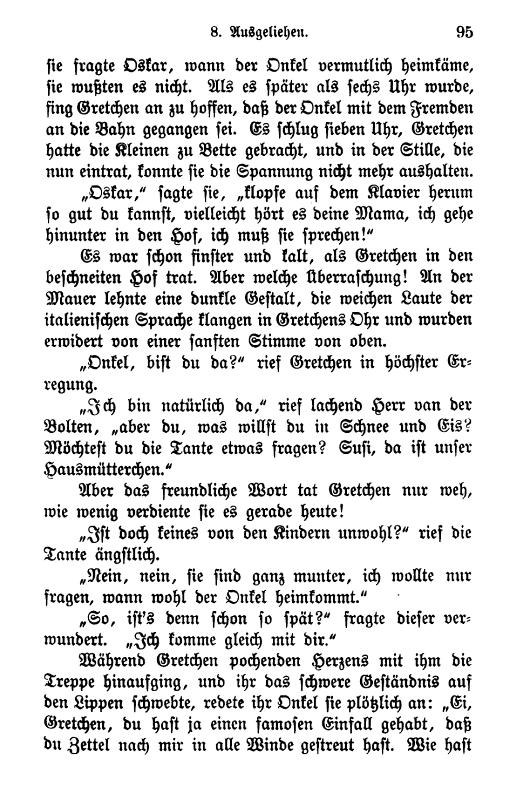 8. Ausgeliehen. 95
sie fragte Oskar, wann der Onkel vermutlich heimkäme,
sie wußten es nicht. Als es später als sechs Uhr wurde,
fing Gretchen an zu hoffen, daß der Onkel mit dem Fremden
an die Bahn gegangen sei. Es schlug sieben Uhr, Gretchen
hatte die Kleinen zu Bette gebracht, und in der Stille, die
nun eintrat, konnte sie die Spannung nicht mehr aushalten.
„Oskar,“ sagte sie, „klopfe auf dem Klavier herum
so gut du kannst, vielleicht hört es deine Mama, ich gehe
hinunter in den Hof, ich muß sie sprechen!“
Es war schon finster und kalt, als Gretchen in den
beschneiten Hof trat. Aber welche Überraschung! An der
Mauer lehnte eine dunkle Gestalt, die weichen Laute der
italienischen Sprache klangen in Gretchens Ohr und wurden
erwidert von einer sanften Stimme von oben.
„Onkel, bist du da?“ rief Gretchen in höchster Er-
regung.
„Ich bin natürlich da,“ rief lachend Herr van der
Bolten, „aber du, was willst du in Schnee und Eis?
Möchtest du die Tante etwas fragen? Susi, da ist unser
Hausmütterchen.“
Aber das freundliche Wort tat Gretchen nur weh,
wie wenig verdiente sie es gerade heute!
„Ist doch keines von den Kindern unwohl?“ rief die
Tante ängstlich.
„Nein, nein, sie sind ganz munter, ich wollte nur
fragen, wann wohl der Onkel heimkommt.“
„So, ist's denn schon so spät?“ fragte dieser ver-
wundert. „Ich komme gleich mit dir.“
Während Gretchen pochenden Herzens mit ihm die
Treppe hinaufging, und ihr das schwere Geständnis auf
den Lippen schwebte, redete ihr Onkel sie plötzlich an: „Ei,
Gretchen, du hast ja einen famosen Einfall gehabt, daß
du Zettel nach mir in alle Winde gestreut hast. Wie hast